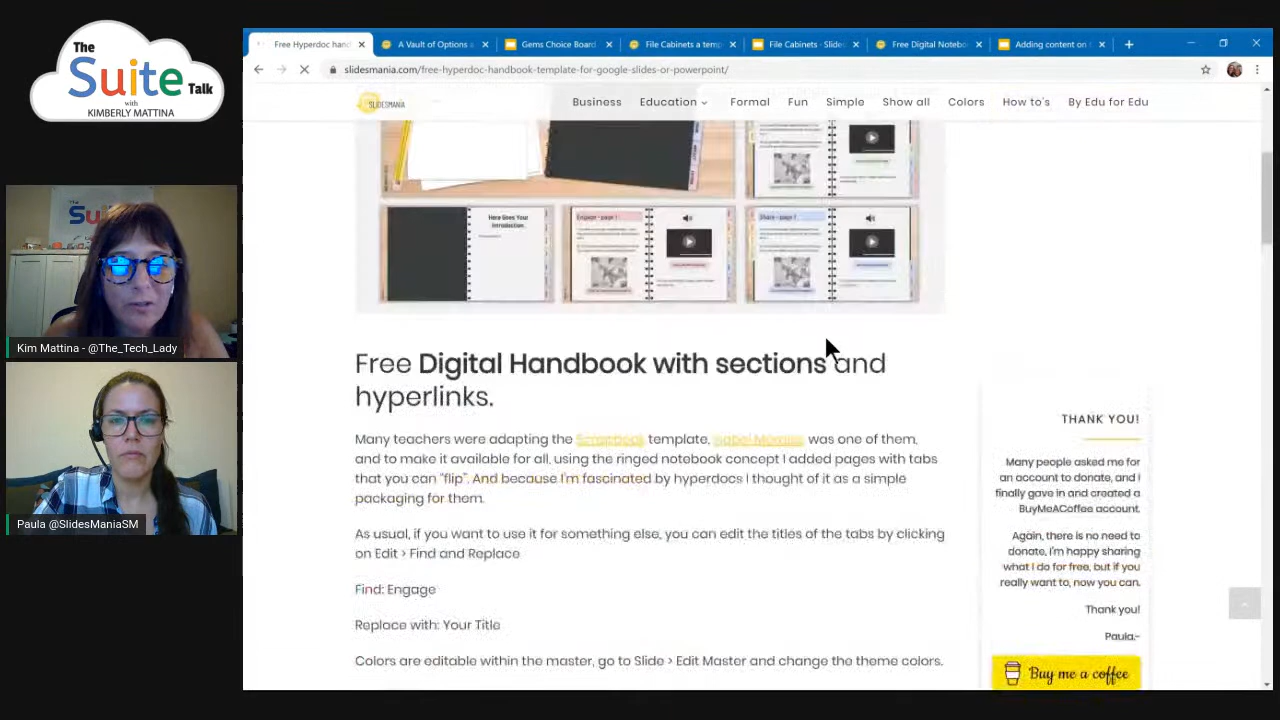 The
Suite
Talk
with
KIMBERLY MATTINA
Su
Kim Mattina - @The_Tech_Lady
Paula @SlidesManiaSM
Free Hyperdoc hand
A Vault of Options a
Gems Choice Board
File Cabinets a temp
File Cabinets - Slides
Free Digital Notebo
Adding content on t
slidesmania.com/free-hyperdoc-handbook-template-for-google-slides-or-powerpoint/
SLIDESMANIA
Business Education Formal Fun Simple Show all Colors How to's By Edu for Edu
Here Goes Your
Introduction
Engage - page 1
Share - page 1
Free Digital Handbook with sections and
hyperlinks.
Many teachers were adapting the Scrapbook template, was one of them,
and to make it available for all, using the ringed notebook concept I added pages with tabs
that you can "flip". And because I'm fascinated by hyperdocs I thought of it as a simple
packaging for them.
As usual, if you want to use it for something else, you can edit the titles of the tabs by clicking
on Edit > Find and Replace
Find: Engage
Replace with: Your Title
Colors are editable within the master, go to Slide > Edit Master and change the theme colors.
THANK YOU!
Many people asked me for
an account to donate, and I
finally gave in and created a
BuyMeACoffee account.
Again, there is no need to
donate, I'm happy sharing
what I do for free, but if you
really want to, now you can.
Thank you!
Paula.-
Buy me a coffee